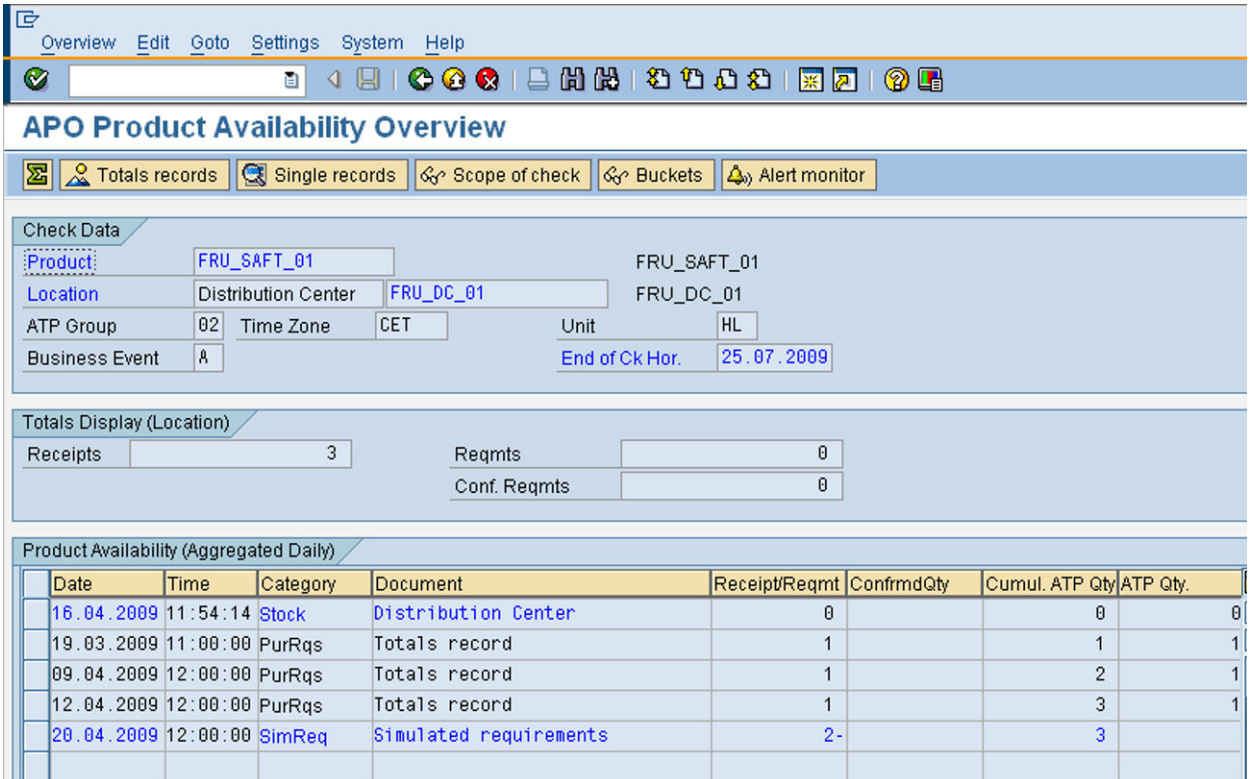 Overview Edit Goto Settings System Help
APO Product Availability Overview
Totals records Single records Scope of check Buckets Alert monitor
Check Data
Product FRU_SAFT_01 FRU_SAFT_01
Location Distribution Center FRU_DC_01 FRU_DC_01
ATP Group 02 Time Zone CET Unit HL
Business Event A End of Ck Hor. 25.07.2009
Totals Display (Location)
Receipts 3 Reqmts 0
Conf. Reqmts 0
Product Availability (Aggregated Daily)
Date Time Category Document Receipt/Reqmt ConfrmdQty Cumul. ATP Qty ATP Qty.
16.04.2009 11:54:14 Stock Distribution Center 0 0 0
19.03.2009 11:00:00 PurRqs Totals record 1 1 1
09.04.2009 12:00:00 PurRqs Totals record 1 2 1
12.04.2009 12:00:00 PurRqs Totals record 1 3 1
20.04.2009 12:00:00 SimReq Simulated requirements 2- 3